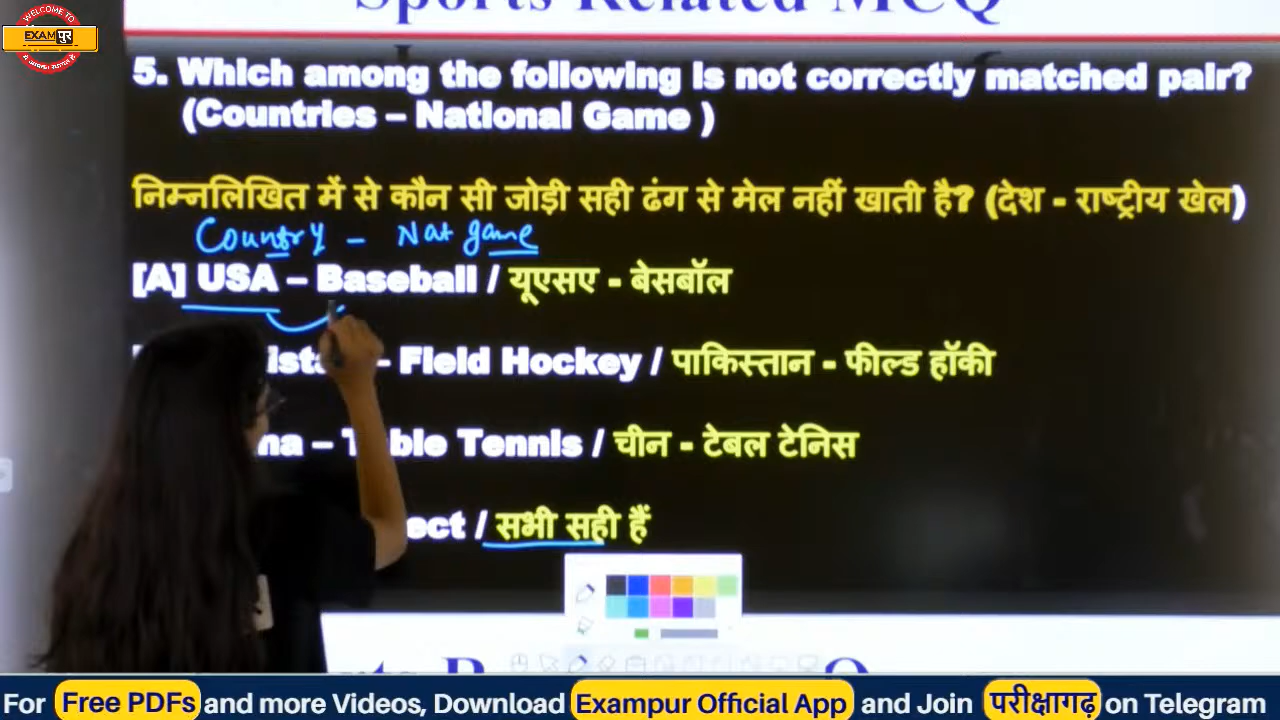 WELCOME TO
EXAM पुर
Sports Related MCQ
5. Which among the following is not correctly matched pair?
(Countries – National Game )
निम्नलिखित में से कौन सी जोड़ी सही ढंग से मेल नहीं खाती है? (देश - राष्ट्रीय खेल)
Country - Nat game
[A] USA – Baseball / यूएसए - बेसबॉल
– Field Hockey / पाकिस्तान - फील्ड हॉकी
– Table Tennis / चीन - टेबल टेनिस
/ सभी सही हैं
For Free PDFs and more Videos, Download Exampur Official App and Join परीक्षागढ़ on Telegram